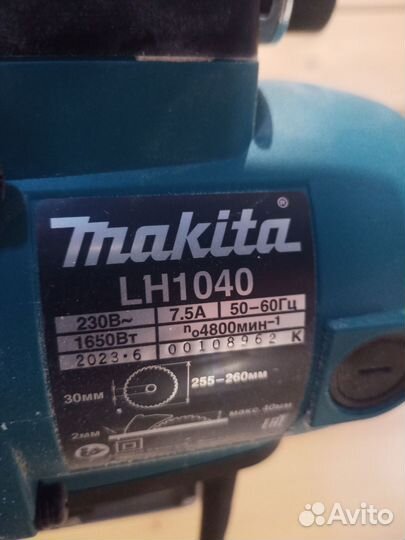 makita®
LH1040
230В~ 7.5А 50-60Гц
1650Вт n₀4800мин⁻¹
2023·6 00108962 К
30мм 255-260мм
2мм макс.40мм
Avito